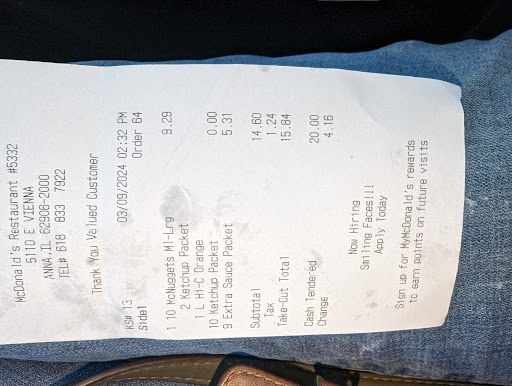 McDonald's Restaurant #5332
5110 E VIENNA
ANNA,IL 62906-2000
TEL# 618 833 7922
Thank You Valued Customer
KS# 13 03/09/2024 02:32 PM
Side1 Order 64
1 10 McNuggets Ml-Lrg 9.29
2 Ketchup Packet
1 L Hi-C Orange
10 Ketchup Packet 0.00
9 Extra Sauce Packet 5.31
Subtotal 14.60
Tax 1.24
Take-Out Total 15.84
Cash Tendered 20.00
Change 4.16
Now Hiring
Smiling Faces!!!
Apply Today
Sign up for MyMcDonald's rewards
to earn points on future visits